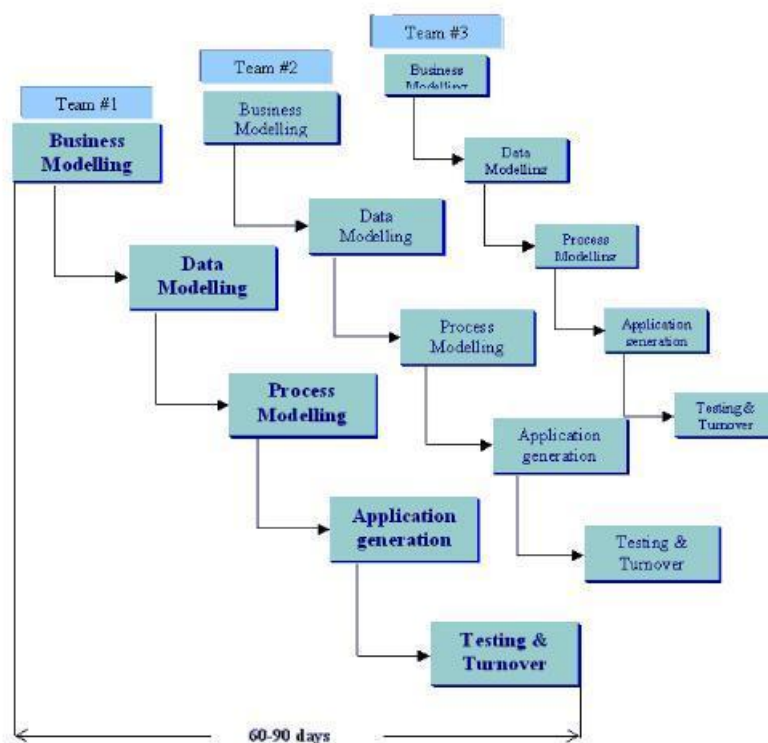 Team #1
Business
Modelling
Data
Modelling
Process
Modelling
Application
generation
Testing &
Turnover
Team #2
Business
Modelling
Data
Modelling
Process
Modelling
Application
generation
Testing &
Turnover
Team #3
Business
Modelling
Data
Modelling
Process
Modelling
Application
generation
Testing &
Turnover
60-90 days